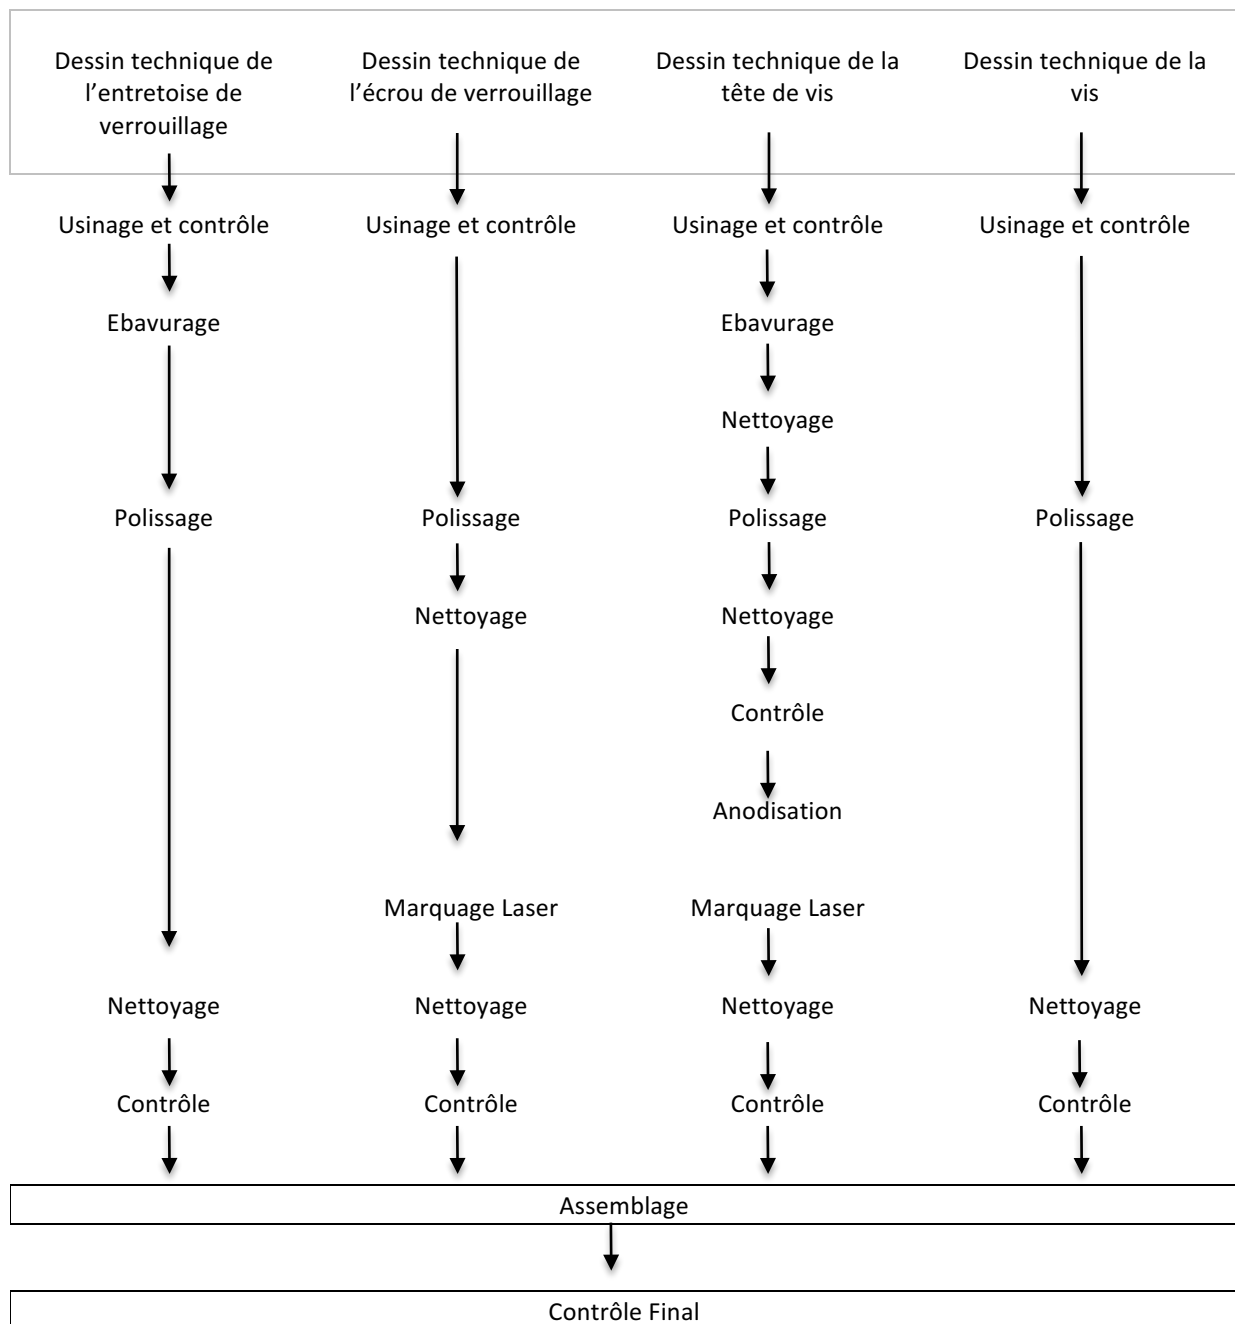 Dessin technique de
l'entretoise de
verrouillage
Dessin technique de
l'écrou de verrouillage
Dessin technique de la
tête de vis
Dessin technique de la
vis
Usinage et contrôle
Usinage et contrôle
Usinage et contrôle
Usinage et contrôle
Ebavurage
Ebavurage
Nettoyage
Polissage
Polissage
Polissage
Polissage
Nettoyage
Nettoyage
Contrôle
Anodisation
Marquage Laser
Marquage Laser
Nettoyage
Nettoyage
Nettoyage
Nettoyage
Contrôle
Contrôle
Contrôle
Contrôle
Assemblage
Contrôle Final